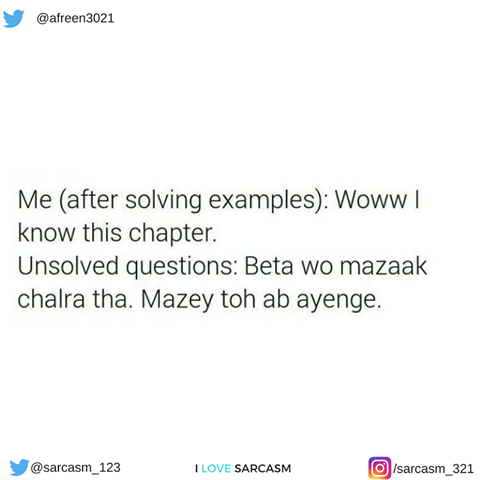 @afreen3021
Me (after solving examples): Woww I
know this chapter.
Unsolved questions: Beta wo mazaak
chalra tha. Mazey toh ab ayenge.
@sarcasm_123 I LOVE SARCASM /sarcasm_321